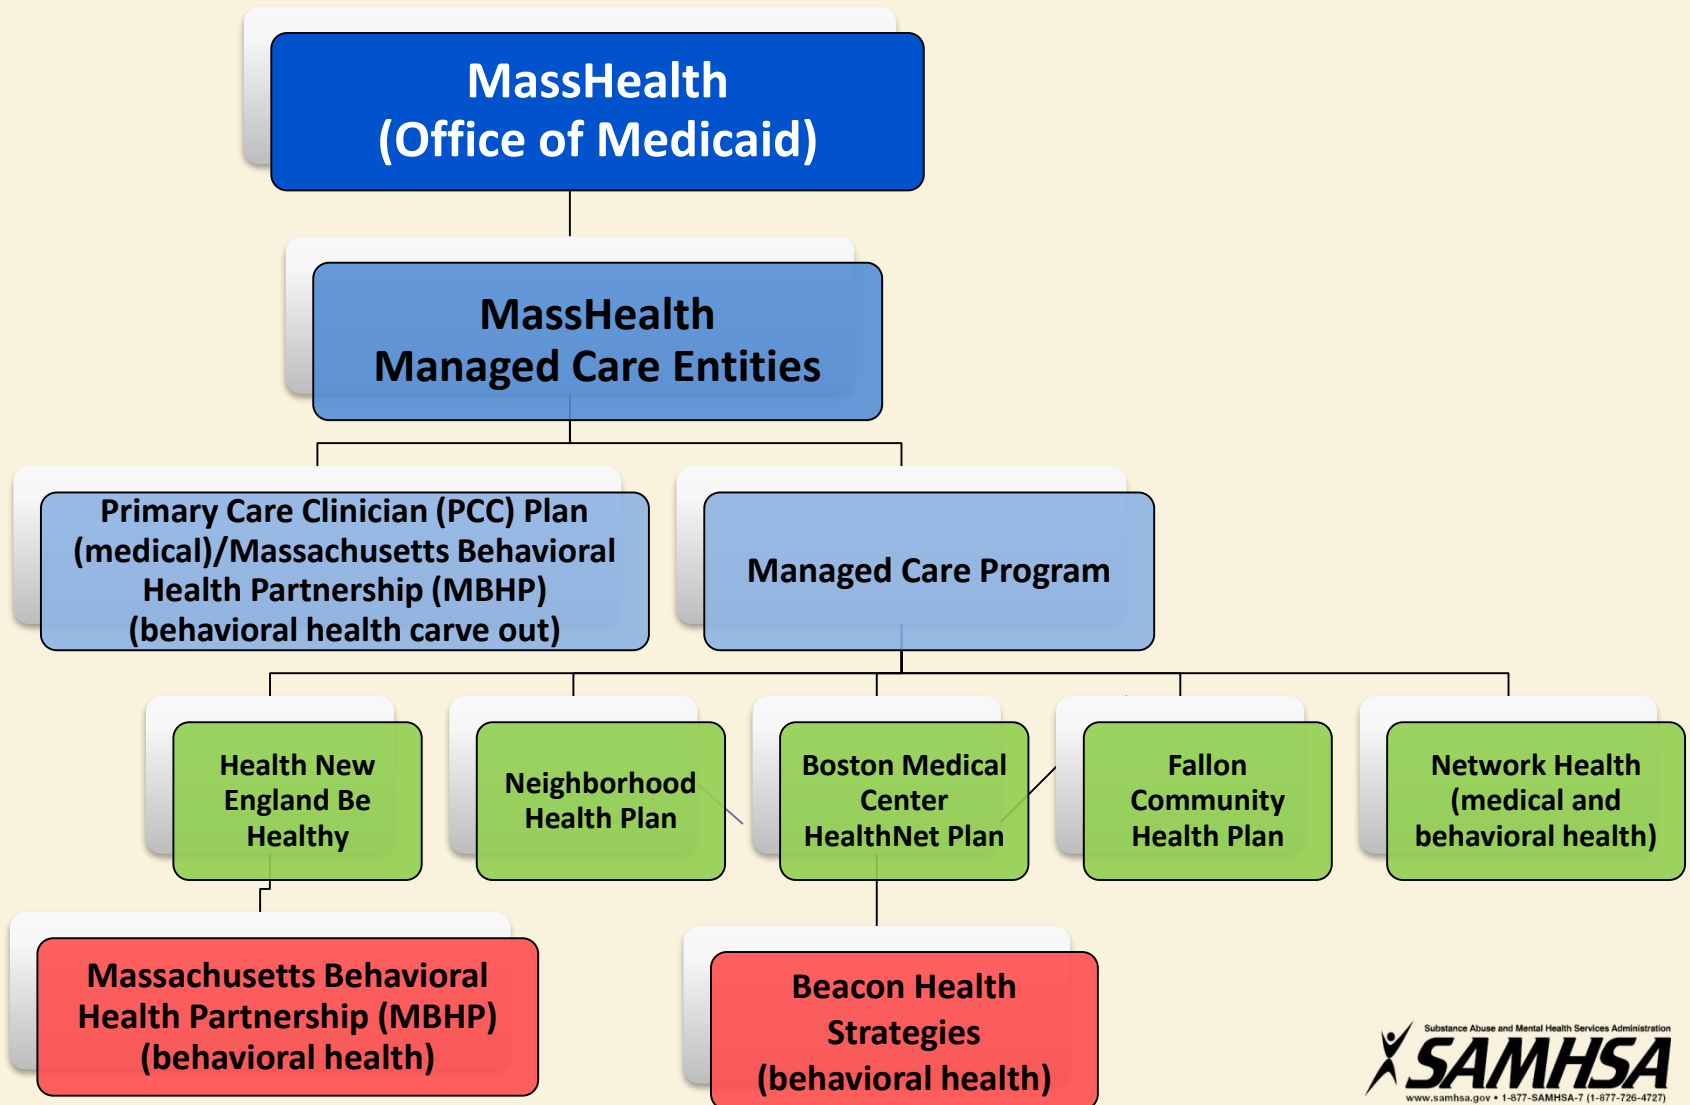 MassHealth
(Office of Medicaid)
MassHealth
Managed Care Entities
Primary Care Clinician (PCC) Plan
(medical)/Massachusetts Behavioral
Health Partnership (MBHP)
(behavioral health carve out)
Managed Care Program
Health New
England Be
Healthy
Neighborhood
Health Plan
Boston Medical
Center
HealthNet Plan
Fallon
Community
Health Plan
Network Health
(medical and
behavioral health)
Massachusetts Behavioral
Health Partnership (MBHP)
(behavioral health)
Beacon Health
Strategies
(behavioral health)
Substance Abuse and Mental Health Services Administration
SAMHSA
www.samhsa.gov • 1-877-SAMHSA-7 (1-877-726-4727)